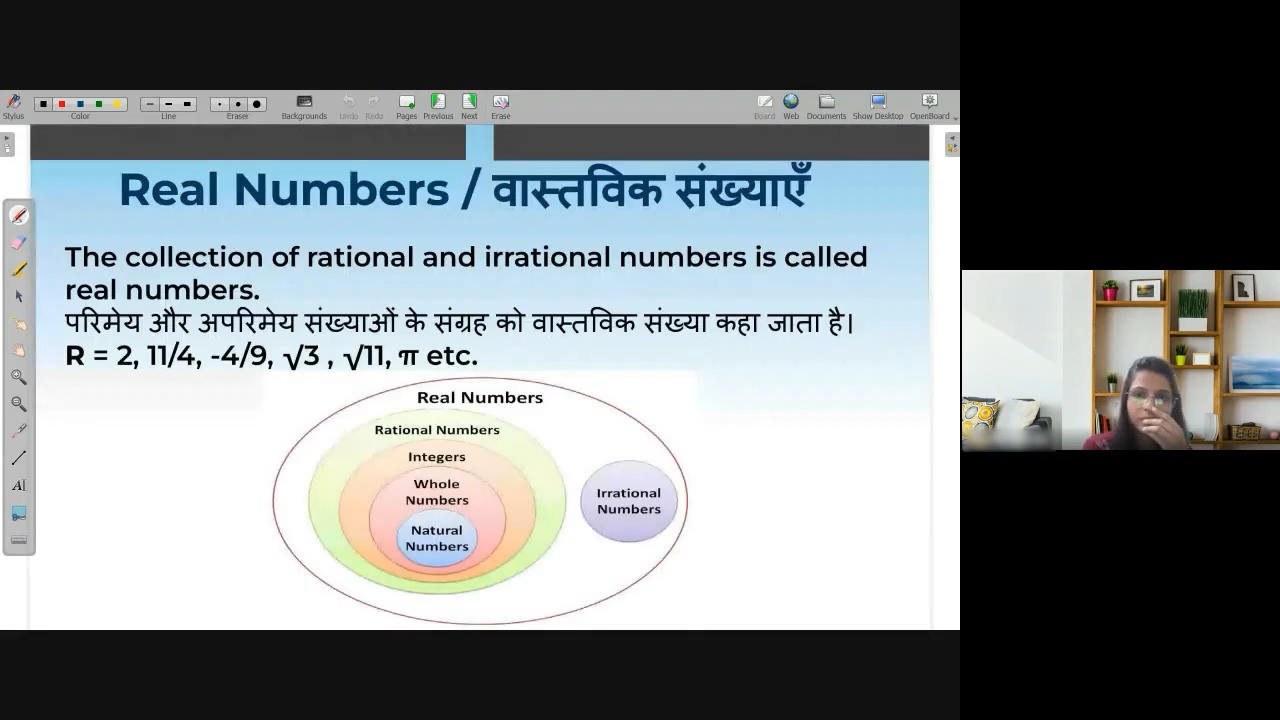 Stylus
Color
Line
Eraser
Backgrounds
Undo
Redo
Pages
Previous
Next
Erase
Board
Web
Documents
Show Desktop
OpenBoard
Real Numbers / वास्तविक संख्याएँ
The collection of rational and irrational numbers is called
real numbers.
परिमेय और अपरिमेय संख्याओं के संग्रह को वास्तविक संख्या कहा जाता है।
R = 2, 11/4, -4/9, √3 , √11, π etc.
Real Numbers
Rational Numbers
Integers
Whole
Numbers
Natural
Numbers
Irrational
Numbers
AI